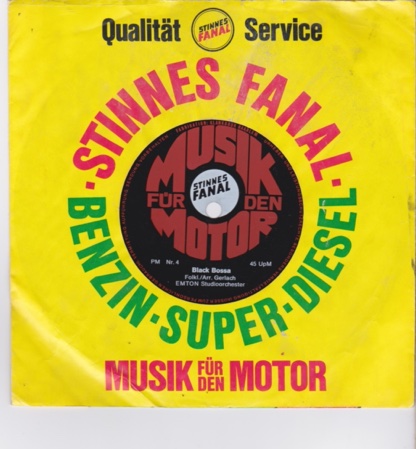 Qualität STINNES FANAL Service
·STINNES FANAL·
BENZIN·SUPER·DIESEL
MUSIK
FÜR STINNES FANAL DEN
MOTOR
PM Nr. 4 45 UpM
Black Bossa
Folkl./Arr. Gerlach
EMTON Studioorchester
MUSIK FÜR DEN MOTOR